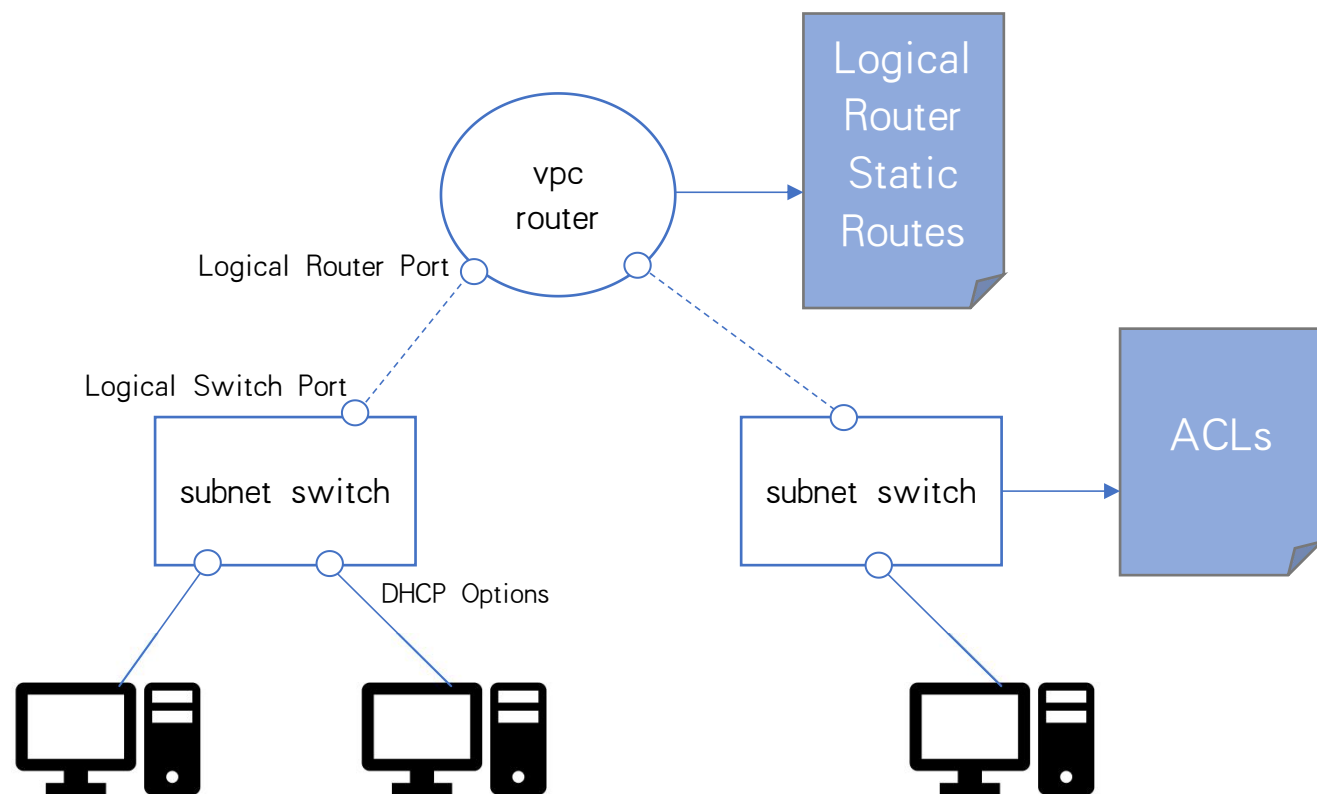 Logical
Router
Static
Routes
vpc
router
Logical Router Port
Logical Switch Port
ACLs
subnet switch
subnet switch
DHCP Options